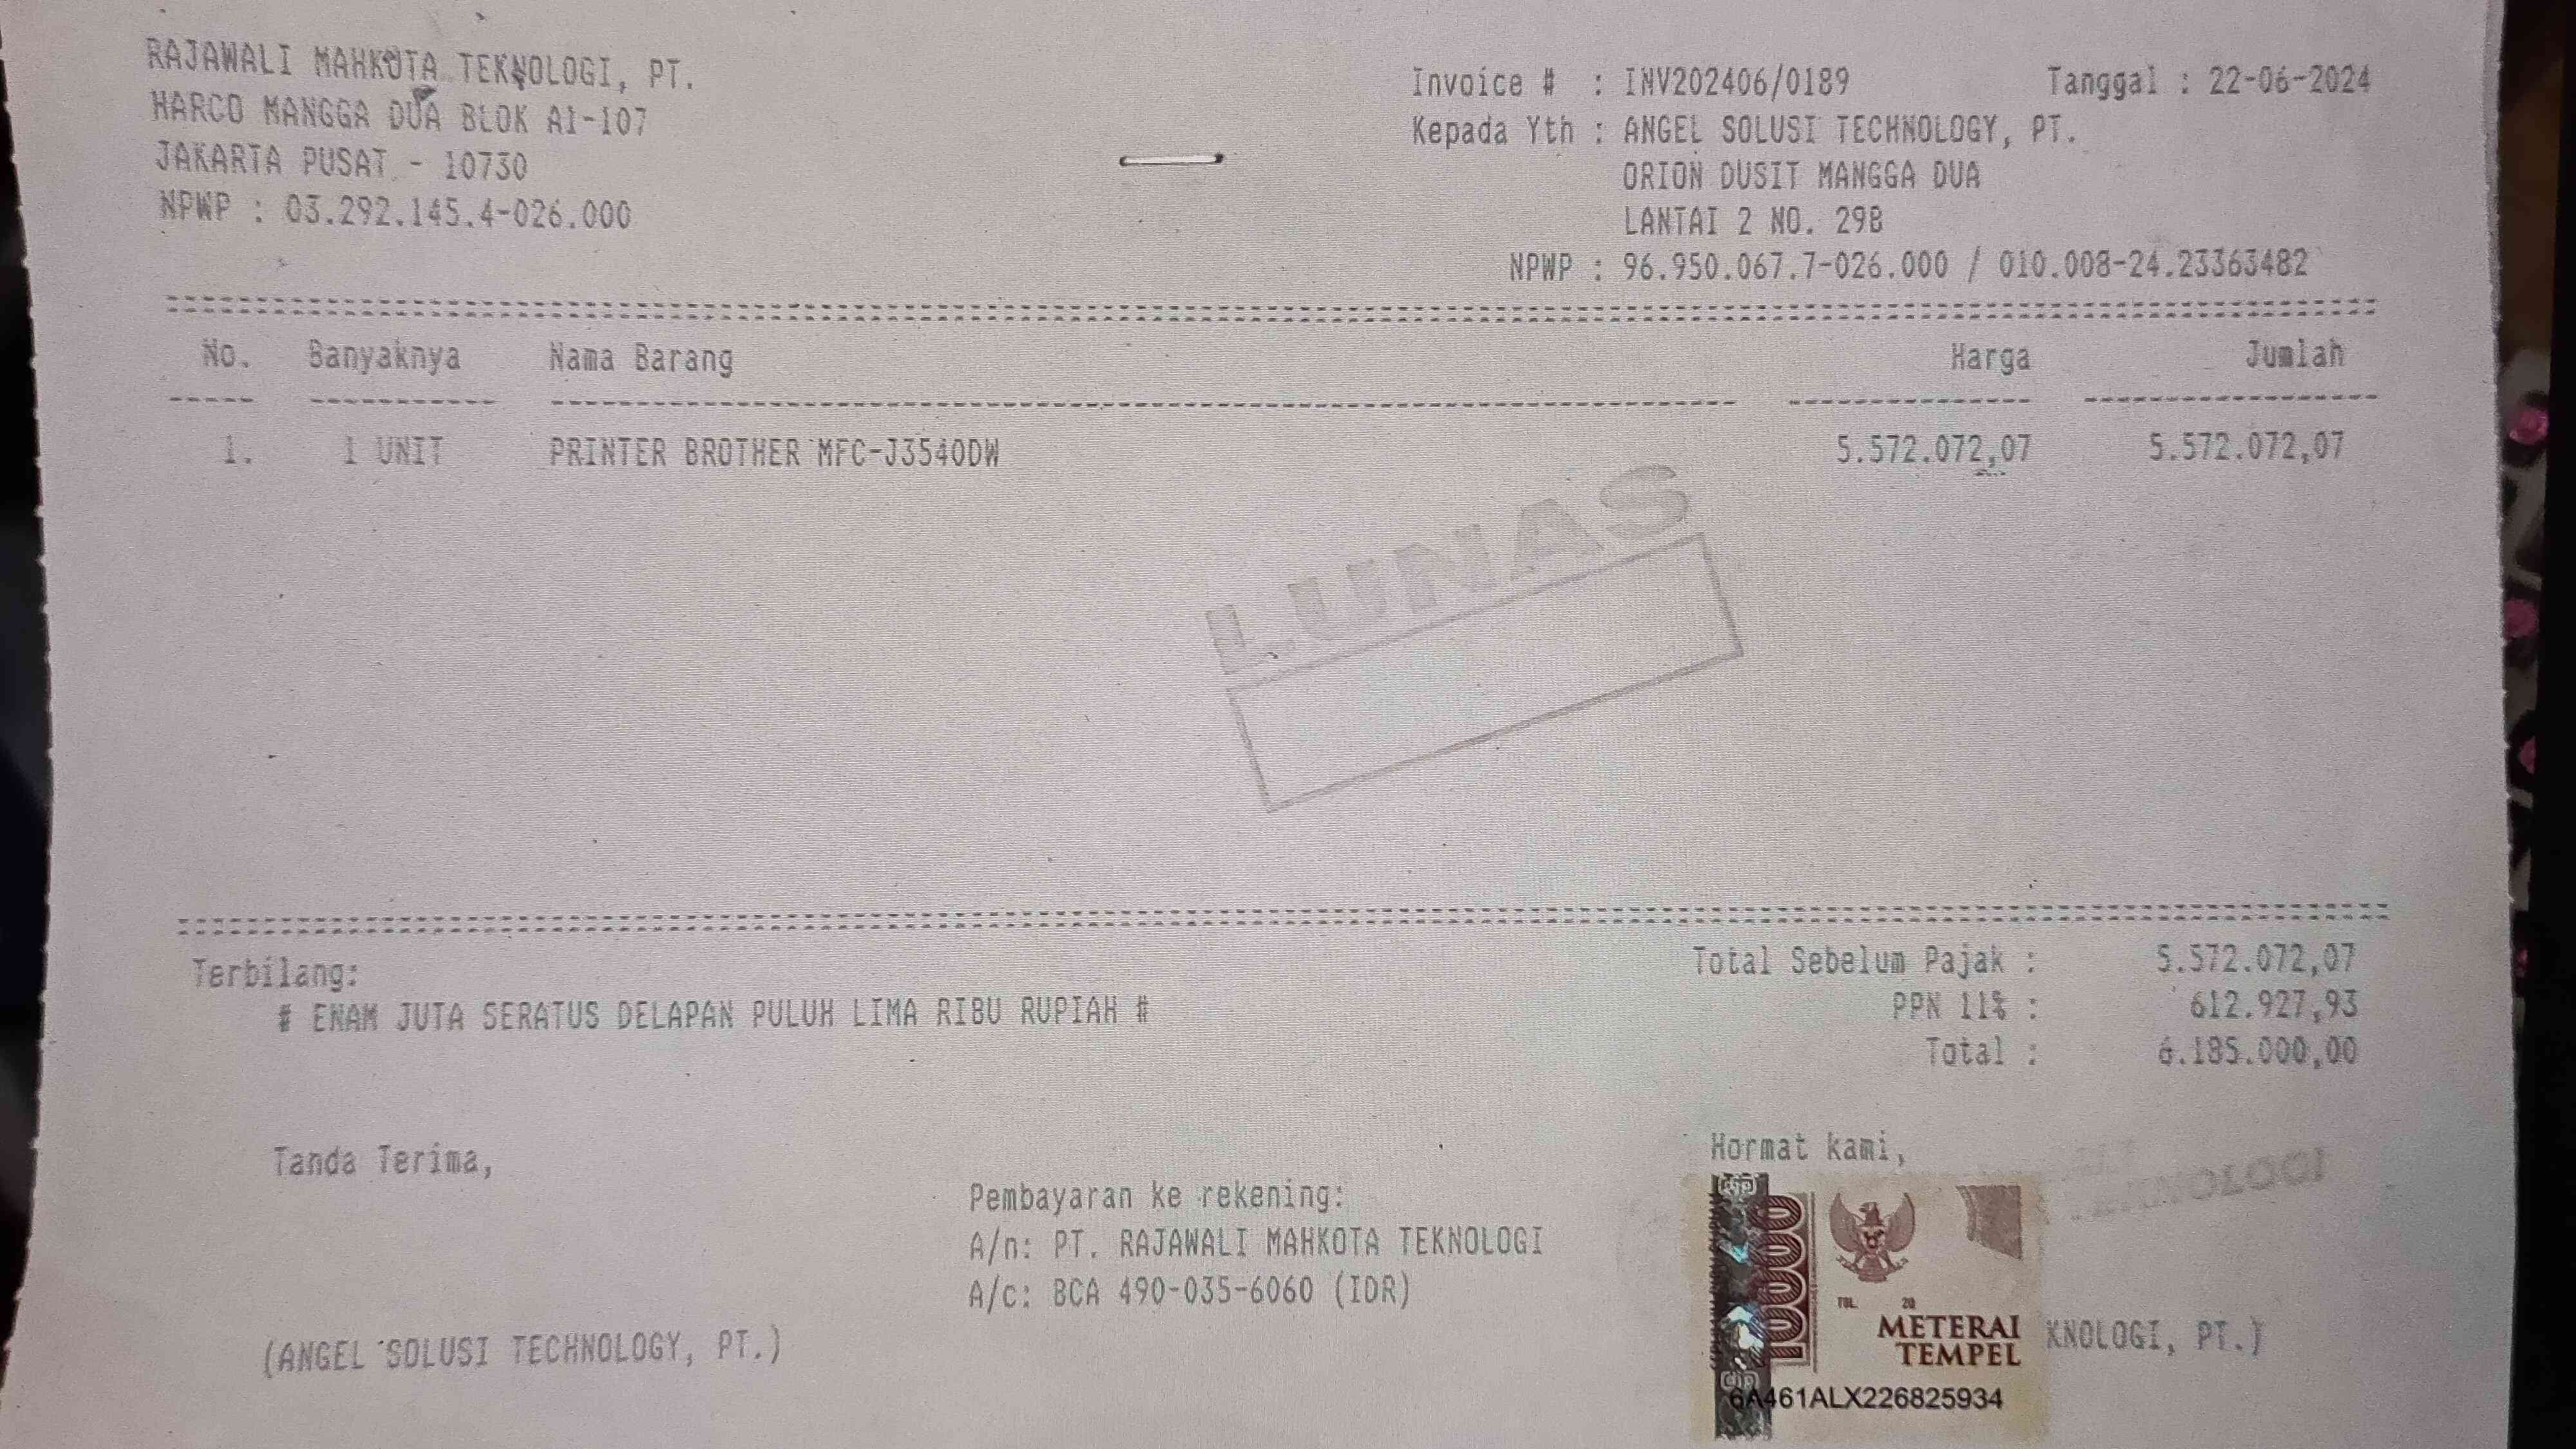 RAJAWALI MAHKOTA TEKNOLOGI, PT.
HARCO MANGGA DUA BLOK A1-107
JAKARTA PUSAT - 10730
NPWP : 03.292.145.4-026.000
Invoice # : INV202406/0189 Tanggal : 22-06-2024
Kepada Yth : ANGEL SOLUSI TECHNOLOGY, PT.
ORION DUSIT MANGGA DUA
LANTAI 2 NO. 29B
NPWP : 96.950.067.7-026.000 / 010.008-24.23363482
No. Banyaknya Nama Barang Harga Jumlah
1. 1 UNIT PRINTER BROTHER MFC-J3540DW 5.572.072,07 5.572.072,07
LUNAS
Terbilang:
# ENAM JUTA SERATUS DELAPAN PULUH LIMA RIBU RUPIAH #
Total Sebelum Pajak : 5.572.072,07
PPN 11% : 612.927,93
Total : 6.185.000,00
Tanda Terima,
(ANGEL SOLUSI TECHNOLOGY, PT.)
Pembayaran ke rekening:
A/n: PT. RAJAWALI MAHKOTA TEKNOLOGI
A/c: BCA 490-035-6060 (IDR)
Hormat kami,
10000
TGL. 20
METERAI
TEMPEL
6A461ALX226825934
KNOLOGI, PT.)